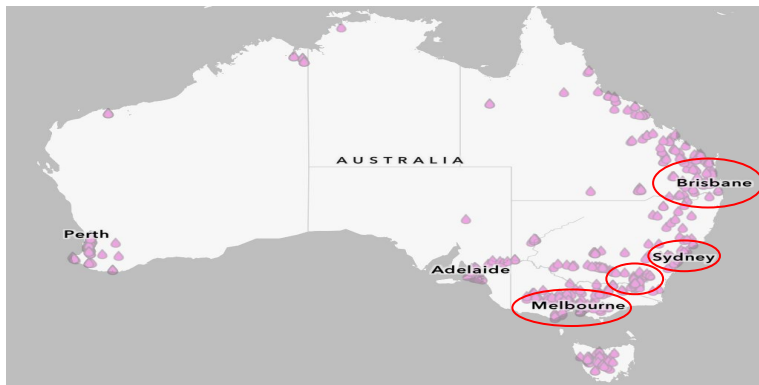 AUSTRALIA
Brisbane
Perth
Sydney
Adelaide
Melbourne